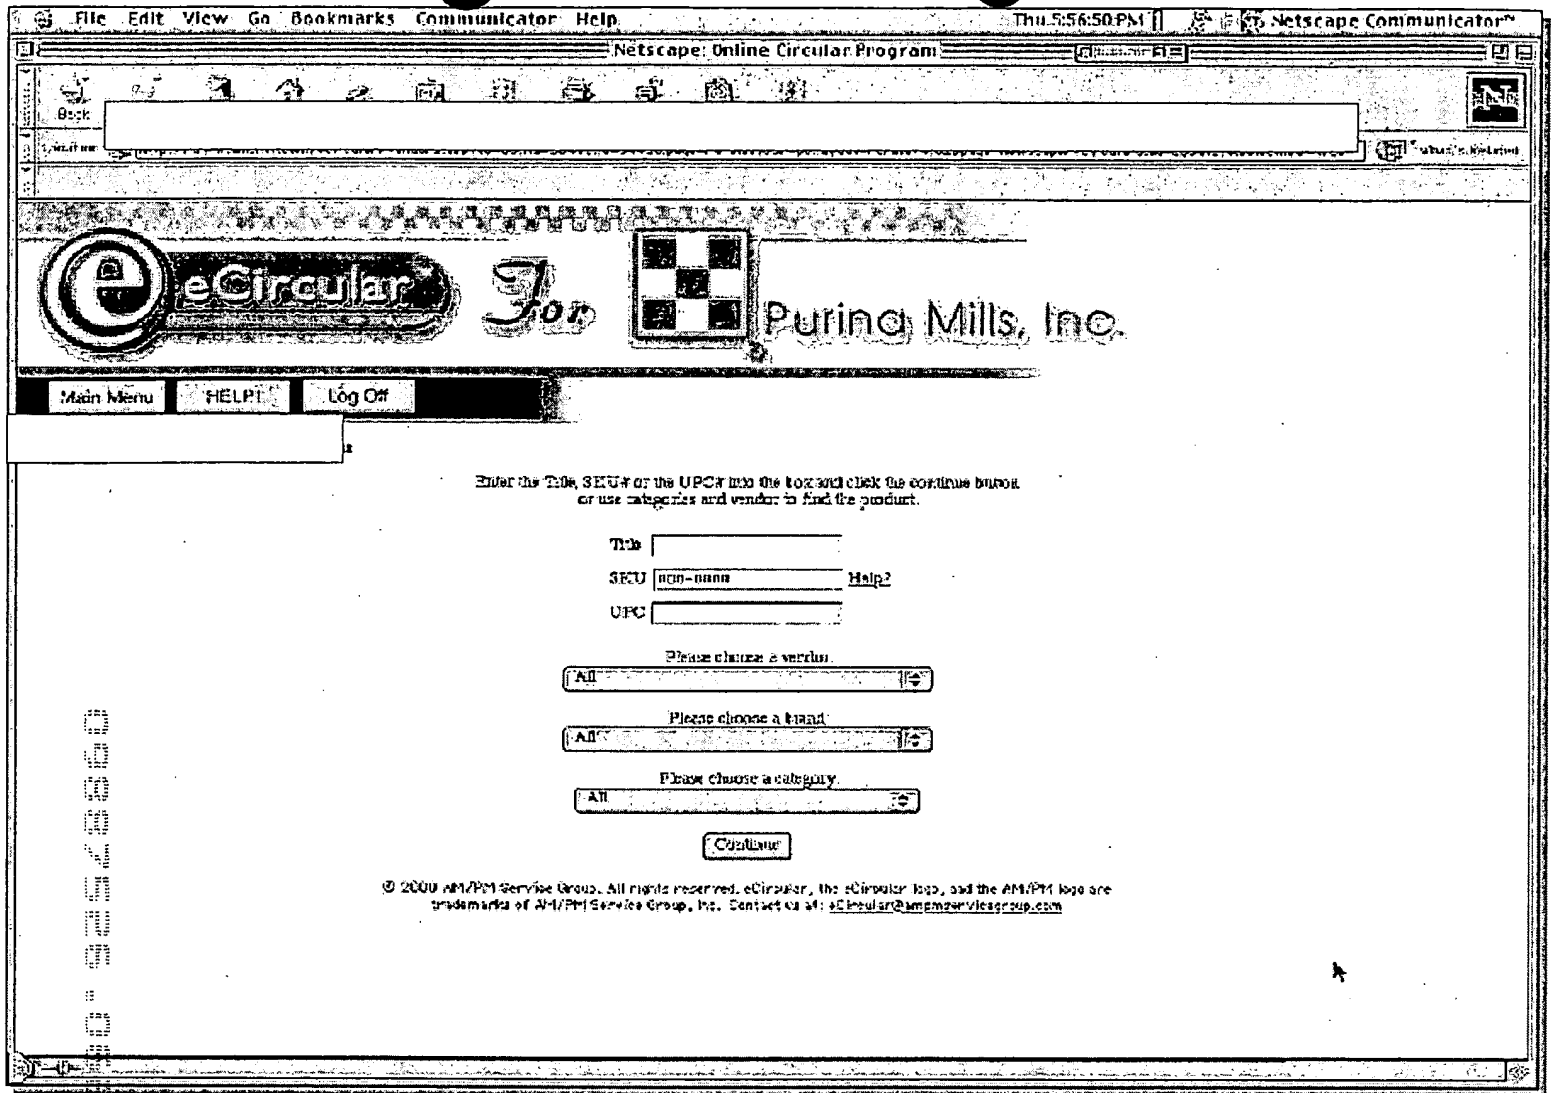 File Edit View Go Bookmarks Communicator Help Thu 5:56:50 PM Netscape Communicator™
Netscape: Online Circular Program
Back
What's Related
e eCircular For Purina Mills, Inc.
Main Menu HELP! Log Off
Enter the Title, SKU# or the UPC# into the box and click the continue button
or use categories and vendor to find the product.
Title
SKU nnn-nnnn Help?
UPC
Please choose a vendor.
All
Please choose a brand.
All
Please choose a category.
All
Continue
© 2000 AM/PM Service Group. All rights reserved. eCircular, the eCircular logo, and the AM/PM logo are
trademarks of AM/PM Service Group, Inc. Contact us at: eCircular@ampmservicegroup.com